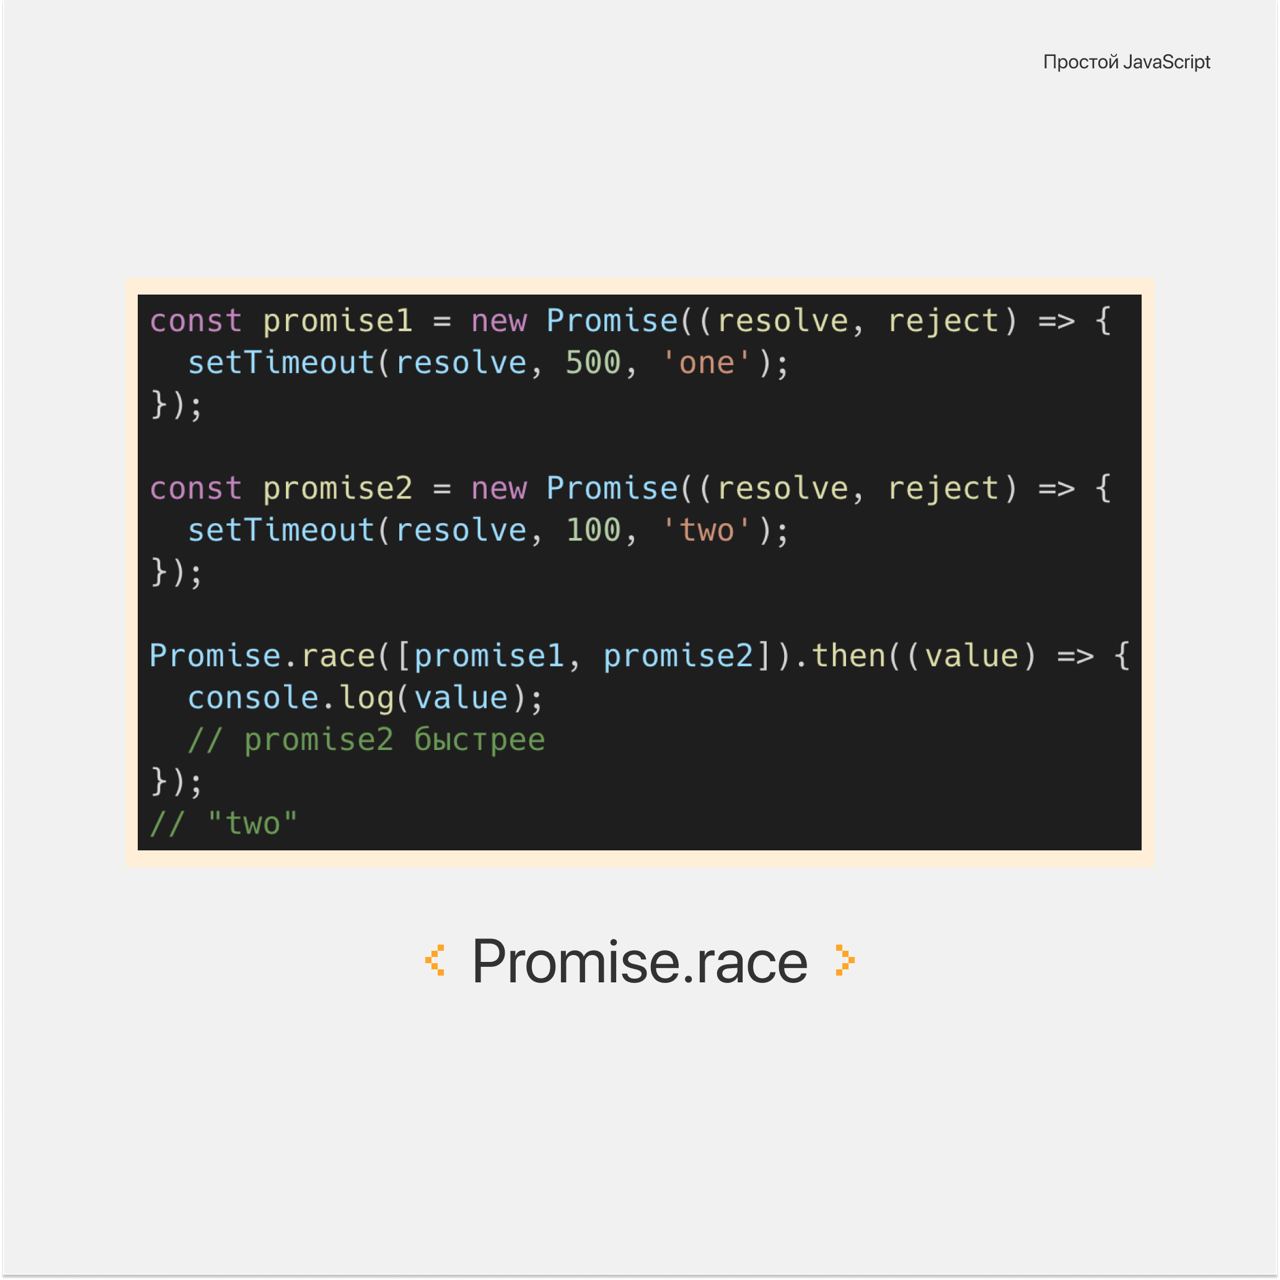 Простой JavaScript
const promise1 = new Promise((resolve, reject) => {
  setTimeout(resolve, 500, 'one');
});

const promise2 = new Promise((resolve, reject) => {
  setTimeout(resolve, 100, 'two');
});

Promise.race([promise1, promise2]).then((value) => {
  console.log(value);
  // promise2 быстрее
});
// "two"
< Promise.race >